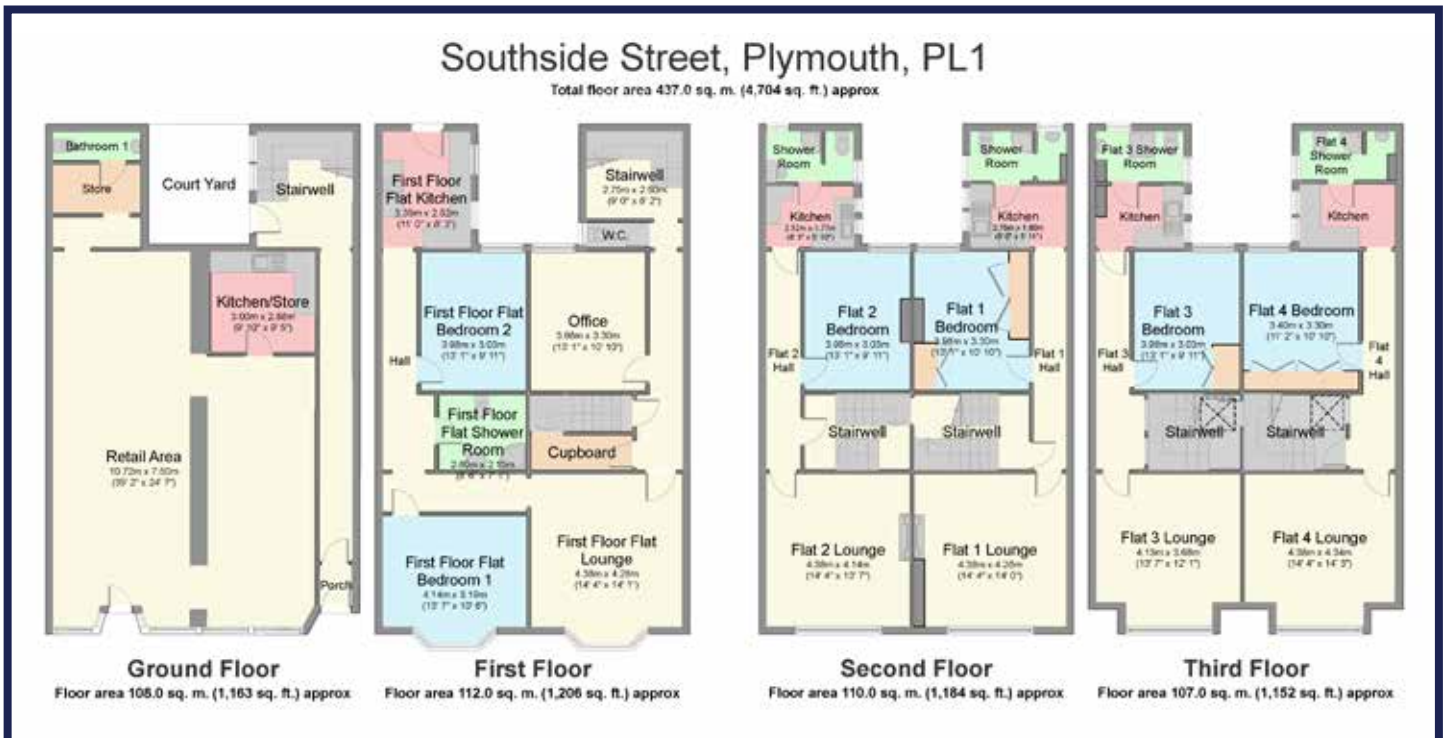 Southside Street, Plymouth, PL1
Total floor area 437.0 sq. m. (4,704 sq. ft.) approx
Bathroom 1
Store
Court Yard
Stairwell
Kitchen/Store
3.00m x 2.88m
(9' 10" x 9' 5")
Retail Area
10.72m x 7.50m
(35' 2" x 24' 7")
Porch
Ground Floor
Floor area 108.0 sq. m. (1,163 sq. ft.) approx
First Floor
Flat Kitchen
(11' 0" x 8' 3")
Stairwell
2.75m x 2.50m
(9' 0" x 8' 2")
W.C.
First Floor Flat
Bedroom 2
3.98m x 3.03m
(13' 1" x 9' 11")
Office
3.98m x 3.30m
(13' 1" x 10' 10")
Hall
First Floor
Flat Shower
Room
Cupboard
First Floor Flat
Bedroom 1
4.14m x 3.19m
(13' 7" x 10' 6")
First Floor Flat
Lounge
4.38m x 4.28m
(14' 4" x 14' 1")
First Floor
Floor area 112.0 sq. m. (1,206 sq. ft.) approx
Shower
Room
Shower
Room
Kitchen
Kitchen
Flat 2
Bedroom
3.98m x 3.03m
(13' 1" x 9' 11")
Flat 1
Bedroom
3.98m x 3.30m
(13' 1" x 10' 10")
Flat 2
Hall
Flat 1
Hall
Stairwell
Stairwell
Flat 2 Lounge
4.38m x 4.14m
(14' 4" x 13' 7")
Flat 1 Lounge
4.38m x 4.26m
(14' 4" x 14' 0")
Second Floor
Floor area 110.0 sq. m. (1,184 sq. ft.) approx
Flat 3 Shower
Room
Flat 4
Shower
Room
Kitchen
Kitchen
Flat 3
Bedroom
3.98m x 3.03m
(13' 1" x 9' 11")
Flat 4 Bedroom
3.40m x 3.30m
(11' 2" x 10' 10")
Flat 3
Hall
Flat
4
Hall
Stairwell
Stairwell
Flat 3 Lounge
4.13m x 3.68m
(13' 7" x 12' 1")
Flat 4 Lounge
4.38m x 4.34m
(14' 4" x 14' 3")
Third Floor
Floor area 107.0 sq. m. (1,152 sq. ft.) approx